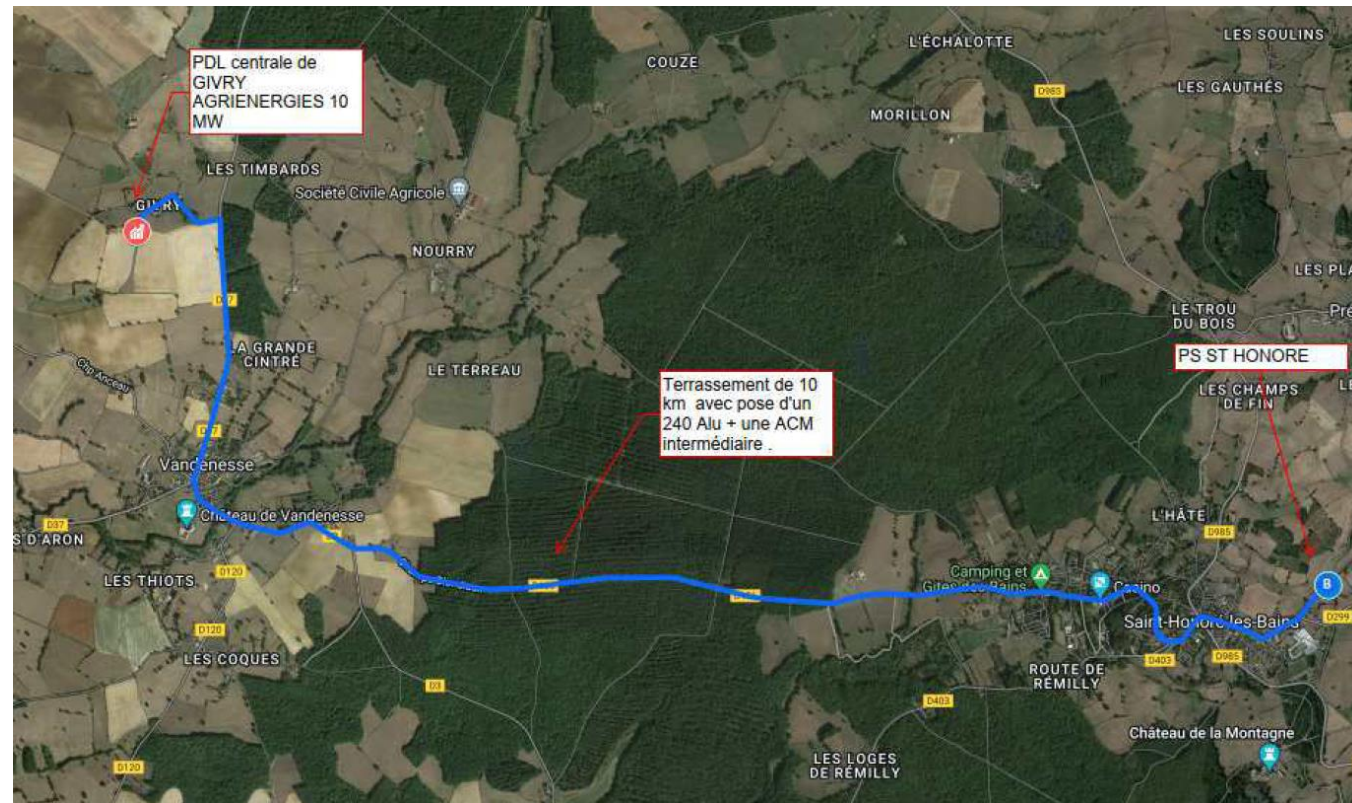 L'ÉCHALOTTE
LES SOULINS
COUZE
PDL centrale de
GIVRY
AGRIENERGIES 10
MW
D985
LES GAUTHÉS
MORILLON
LES TIMBARDS
Société Civile Agricole
GIVRY
NOURRY
LES PLA
LE TROU
DU BOIS
Pré
LA GRANDE
CINTRÉ
LE TERREAU
PS ST HONORE
Chp Anceau
Terrassement de 10
km avec pose d'un
240 Alu + une ACM
intermédiaire .
LES CHAMPS
DE FIN
Vandenesse
Château de Vandenesse
D37
S D'ARON
L'HÂTE
D985
LES THIOTS
D120
Camping et
Gîtes des Bains
Casino
B
D299
Saint-Honoré-les-Bains
D120
LES COQUES
D403
D985
ROUTE DE
RÉMILLY
D3
D403
Château de la Montagne
D120
LES LOGES
DE RÉMILLY